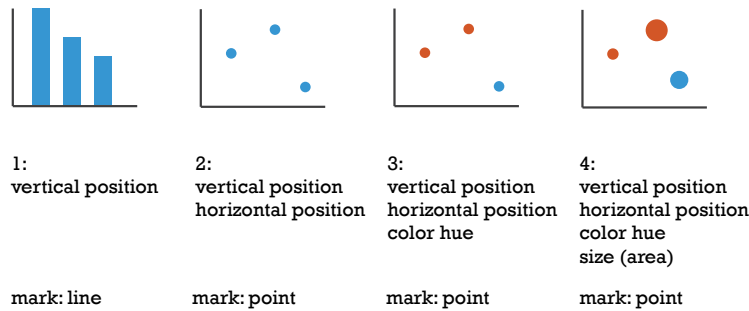 1:
vertical position
mark: line
2:
vertical position
horizontal position
mark: point
3:
vertical position
horizontal position
color hue
mark: point
4:
vertical position
horizontal position
color hue
size (area)
mark: point